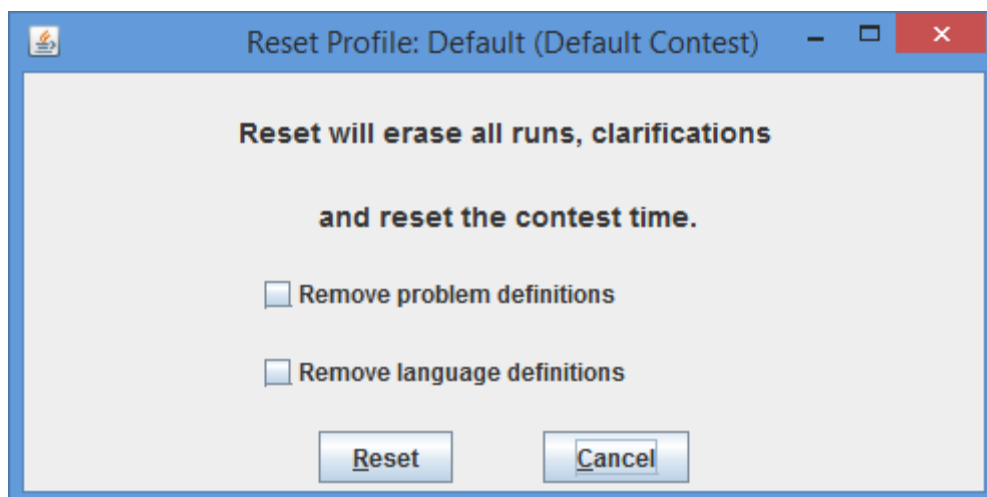 Reset Profile: Default (Default Contest)
Reset will erase all runs, clarifications
and reset the contest time.
Remove problem definitions
Remove language definitions
Reset Cancel